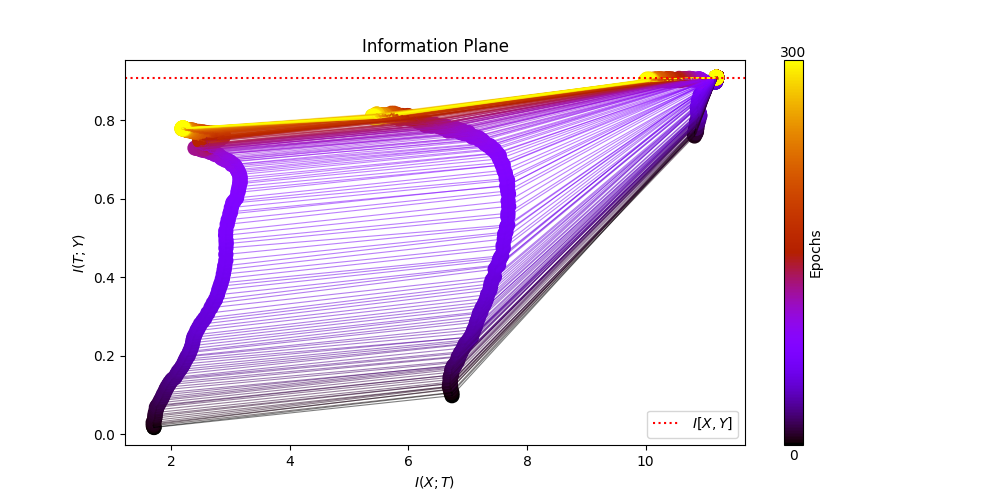 Information Plane
300
0.8
0.6
0.4
0.2
0.0
I(T; Y)
2
4
6
8
10
I(X; T)
I[X, Y]
Epochs
0